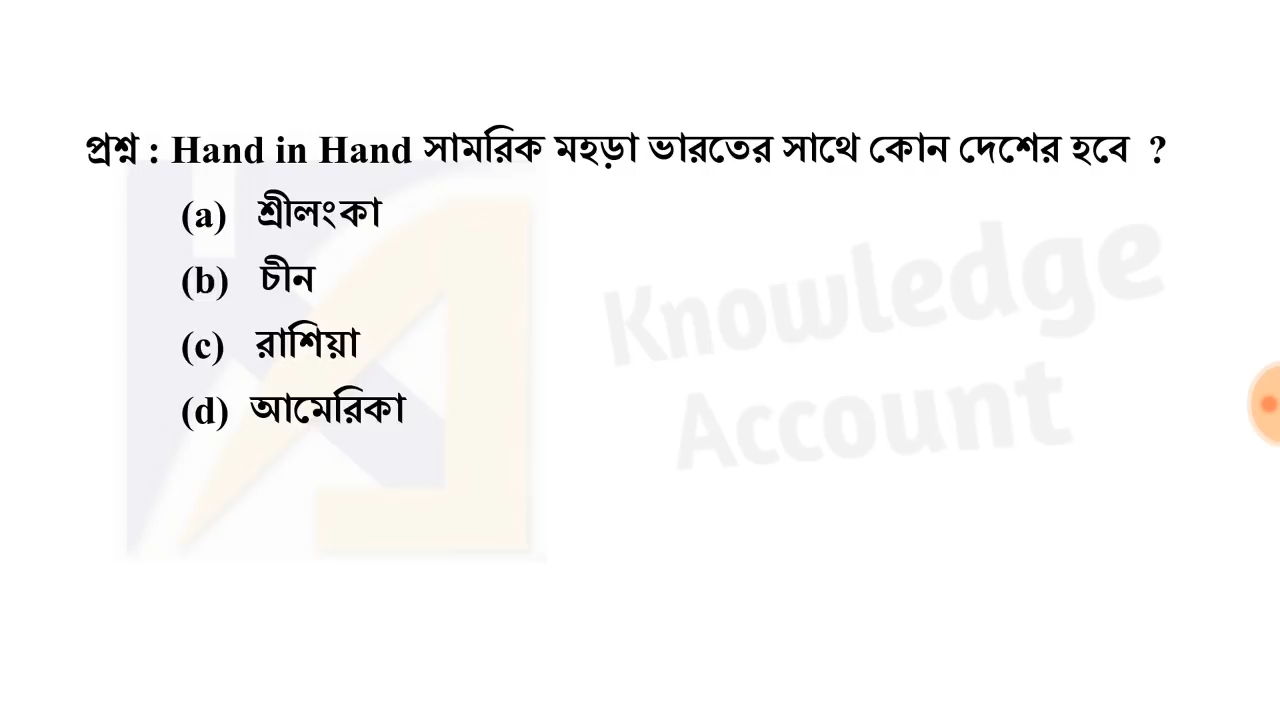 প্রশ্ন : Hand in Hand সামরিক মহড়া ভারতের সাথে কোন দেশের হবে ?
(a) শ্রীলংকা
(b) চীন
(c) রাশিয়া
(d) আমেরিকা
Knowledge
Account